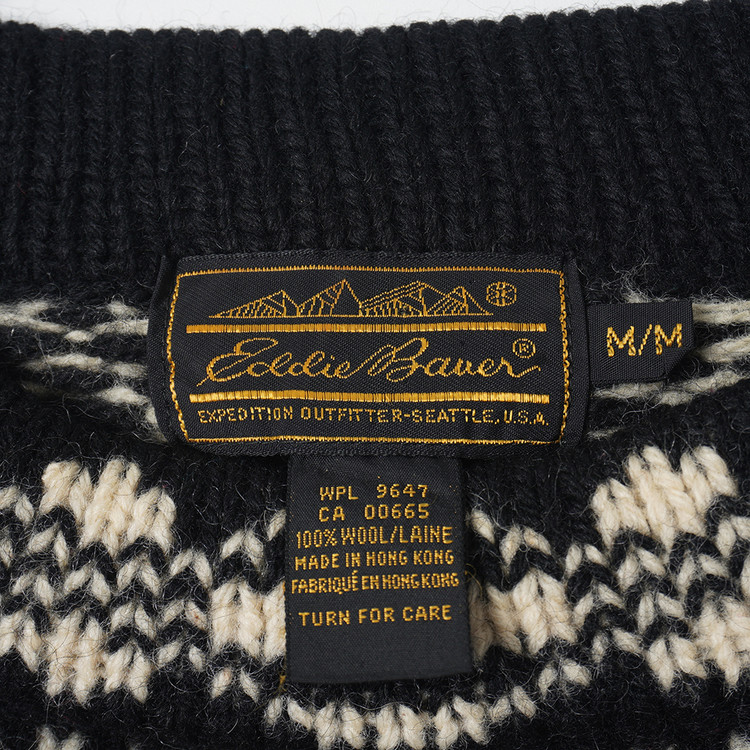 Eddie Bauer®
M/M
EXPEDITION OUTFITTER-SEATTLE, U.S.A.
WPL 9647
CA 00665
100% WOOL/LAINE
MADE IN HONG KONG
FABRIQUÉ EN HONG KONG
TURN FOR CARE